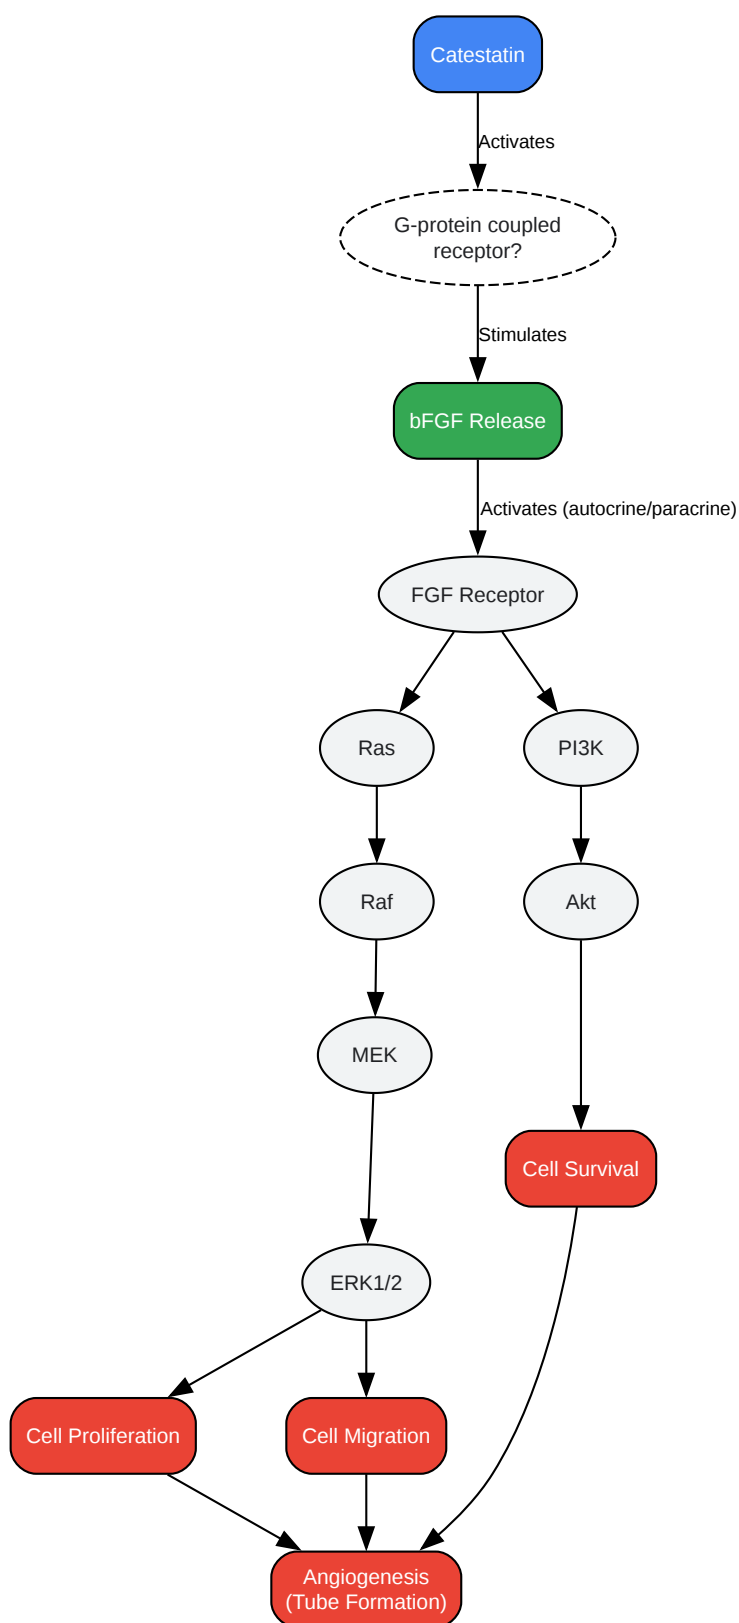 Catestatin
Activates
G-protein coupled
receptor?
Stimulates
bFGF Release
Activates (autocrine/paracrine)
FGF Receptor
Ras
PI3K
Raf
Akt
MEK
Cell Survival
ERK1/2
Cell Proliferation
Cell Migration
Angiogenesis
(Tube Formation)